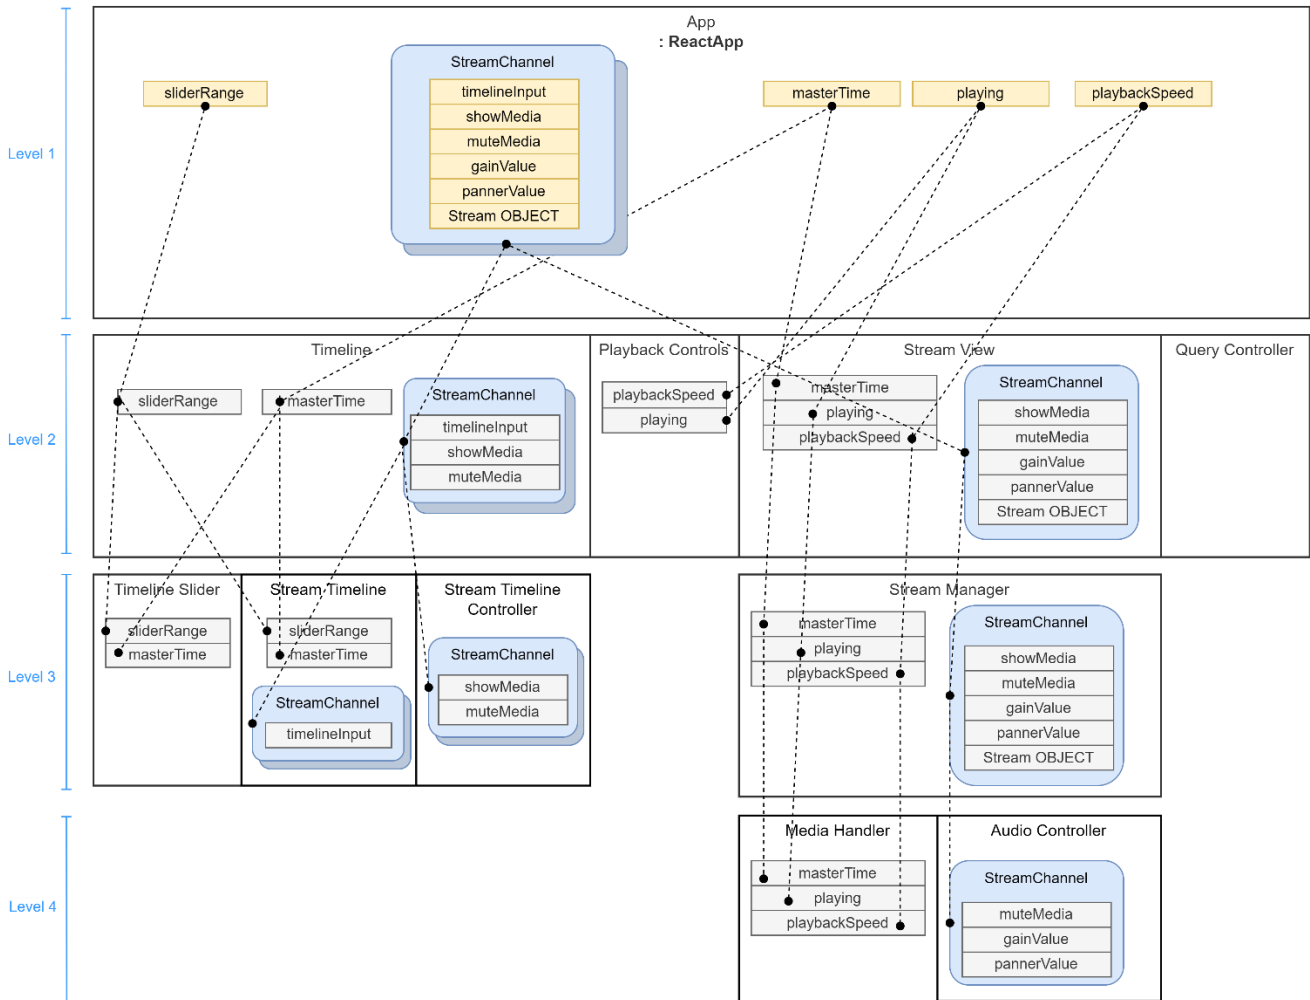 App
: ReactApp
StreamChannel
sliderRange
timelineInput
masterTime
playing
playbackSpeed
showMedia
muteMedia
gainValue
pannerValue
Stream OBJECT
Level 1
Timeline
Playback Controls
Stream View
Query Controller
sliderRange
masterTime
StreamChannel
timelineInput
showMedia
muteMedia
playbackSpeed
playing
masterTime
playing
playbackSpeed
StreamChannel
showMedia
muteMedia
gainValue
pannerValue
Stream OBJECT
Level 2
Timeline Slider
sliderRange
masterTime
Stream Timeline
sliderRange
masterTime
StreamChannel
timelineInput
Stream Timeline
Controller
StreamChannel
showMedia
muteMedia
Stream Manager
masterTime
playing
playbackSpeed
StreamChannel
showMedia
muteMedia
gainValue
pannerValue
Stream OBJECT
Level 3
Media Handler
masterTime
playing
playbackSpeed
Audio Controller
StreamChannel
muteMedia
gainValue
pannerValue
Level 4